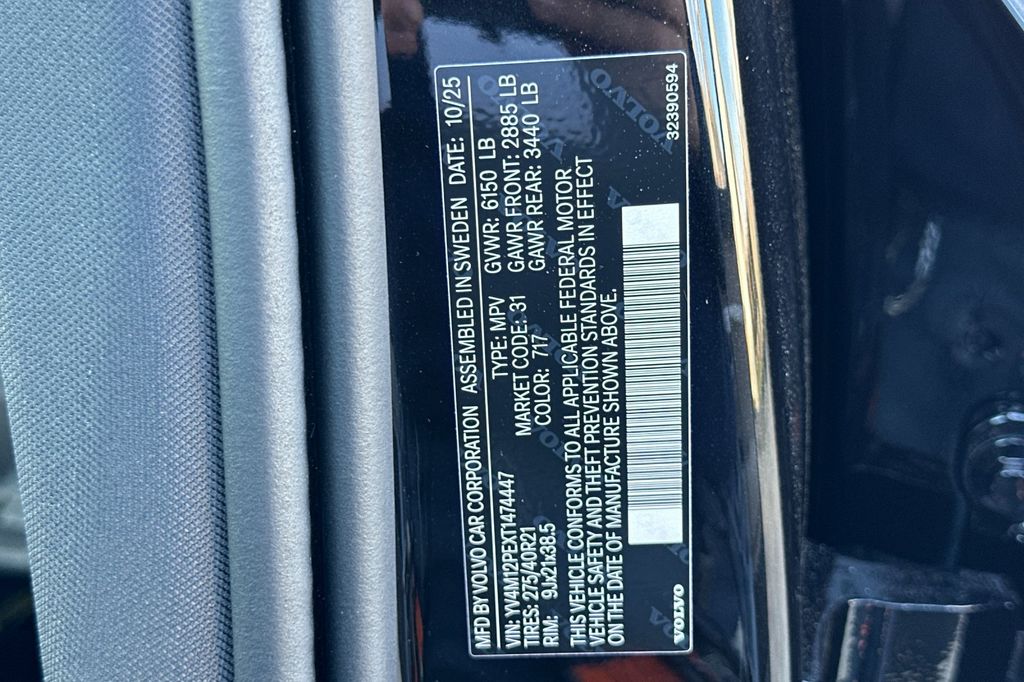 MFD BY VOLVO CAR CORPORATION ASSEMBLED IN SWEDEN DATE: 10/25
VIN: YV4M12PEXT1474447 TYPE: MPV GVWR: 6150 LB
TIRES: 275/40R21 MARKET CODE: 31 GAWR FRONT: 2885 LB
RIM: 9Jx21x38.5 COLOR: 717 GAWR REAR: 3440 LB
THIS VEHICLE CONFORMS TO ALL APPLICABLE FEDERAL MOTOR
VEHICLE SAFETY AND THEFT PREVENTION STANDARDS IN EFFECT
ON THE DATE OF MANUFACTURE SHOWN ABOVE.
VOLVO 32390594